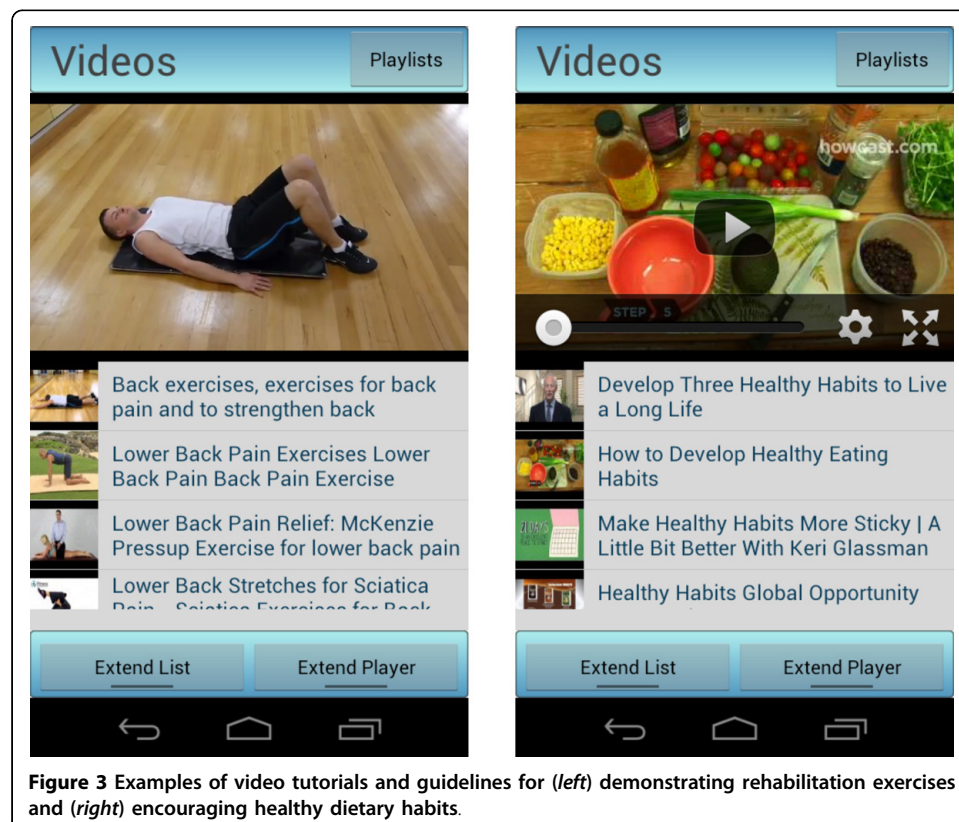 Videos
Playlists
Back exercises, exercises for back
pain and to strengthen back
Lower Back Pain Exercises Lower
Back Pain Back Pain Exercise
Lower Back Pain Relief: McKenzie
Pressup Exercise for lower back pain
Lower Back Stretches for Sciatica
Pain - Sciatica Exercises for Back
Extend List
Extend Player
Videos
Playlists
howcast.com
STEP 5
Develop Three Healthy Habits to Live
a Long Life
How to Develop Healthy Eating
Habits
Make Healthy Habits More Sticky | A
Little Bit Better With Keri Glassman
Healthy Habits Global Opportunity
Extend List
Extend Player
Figure 3 Examples of video tutorials and guidelines for (left) demonstrating rehabilitation exercises
and (right) encouraging healthy dietary habits.